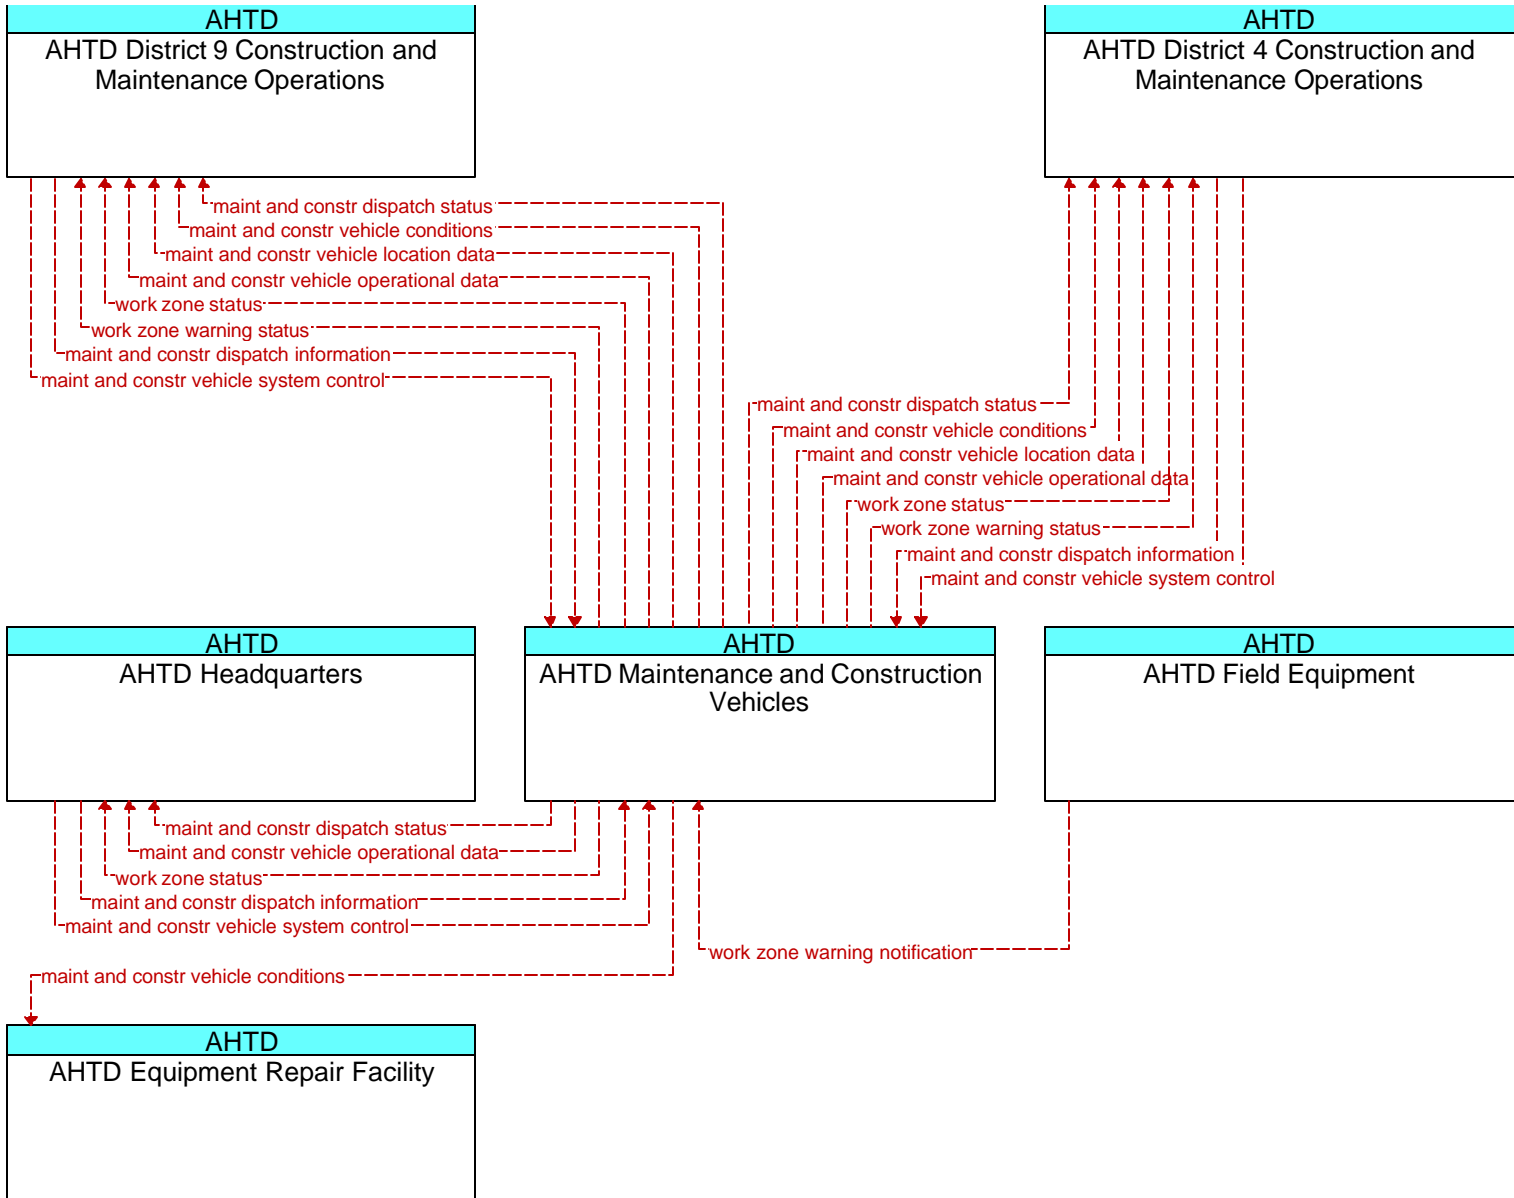 AHTD
AHTD District 9 Construction and
Maintenance Operations
AHTD
AHTD District 4 Construction and
Maintenance Operations
maint and constr dispatch status
maint and constr vehicle conditions
maint and constr vehicle location data
maint and constr vehicle operational data
work zone status
work zone warning status
maint and constr dispatch information
maint and constr vehicle system control
maint and constr dispatch status
maint and constr vehicle conditions
maint and constr vehicle location data
maint and constr vehicle operational data
work zone status
work zone warning status
maint and constr dispatch information
maint and constr vehicle system control
AHTD
AHTD Headquarters
AHTD
AHTD Maintenance and Construction
Vehicles
AHTD
AHTD Field Equipment
maint and constr dispatch status
maint and constr vehicle operational data
work zone status
maint and constr dispatch information
maint and constr vehicle system control
work zone warning notification
maint and constr vehicle conditions
AHTD
AHTD Equipment Repair Facility